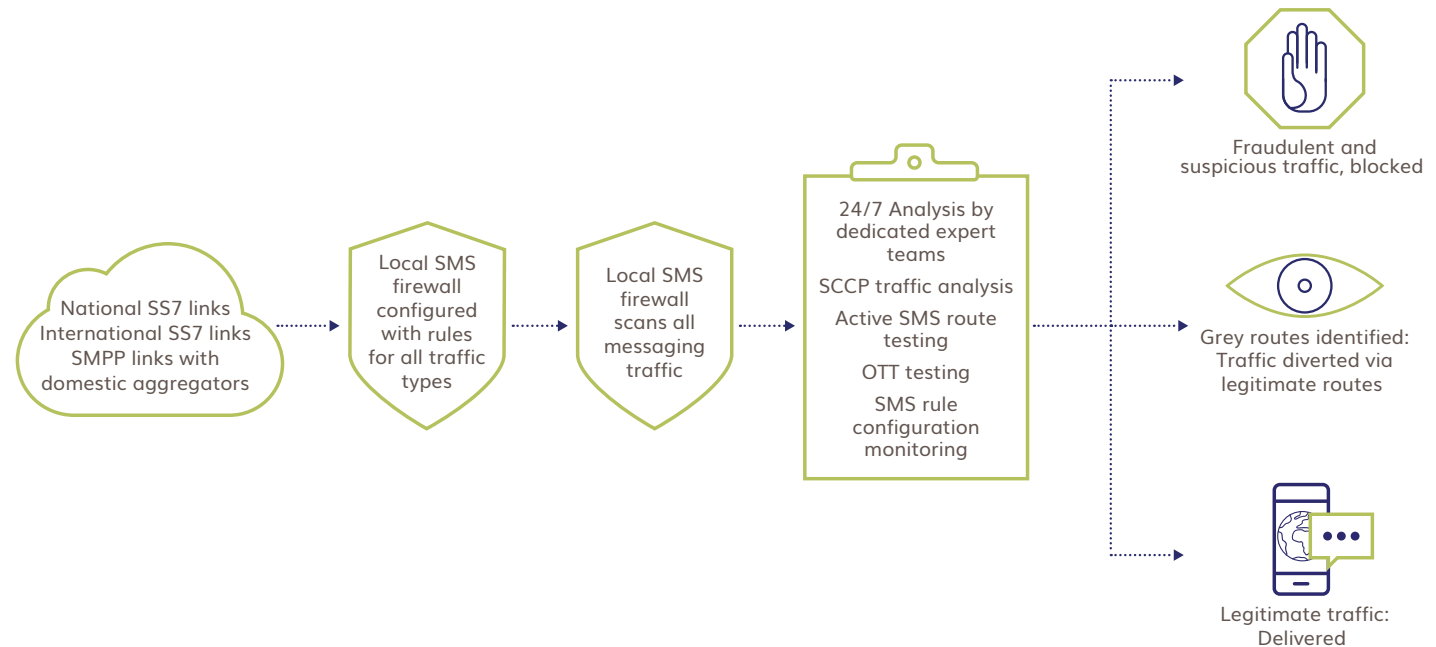 National SS7 links
International SS7 links
SMPP links with
domestic aggregators
Local SMS
firewall
configured
with rules
for all traffic
types
Local SMS
firewall
scans all
messaging
traffic
24/7 Analysis by
dedicated expert
teams
SCCP traffic analysis
Active SMS route
testing
OTT testing
SMS rule
configuration
monitoring
Fraudulent and
suspicious traffic, blocked
Grey routes identified:
Traffic diverted via
legitimate routes
Legitimate traffic:
Delivered